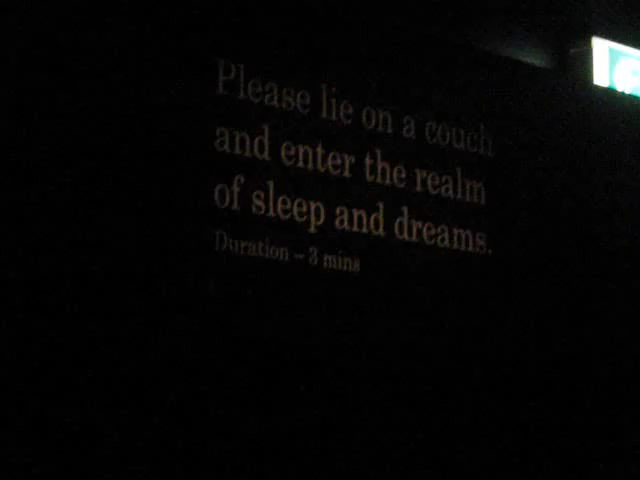 Please lie on a couch
and enter the realm
of sleep and dreams.
Duration – 3 mins